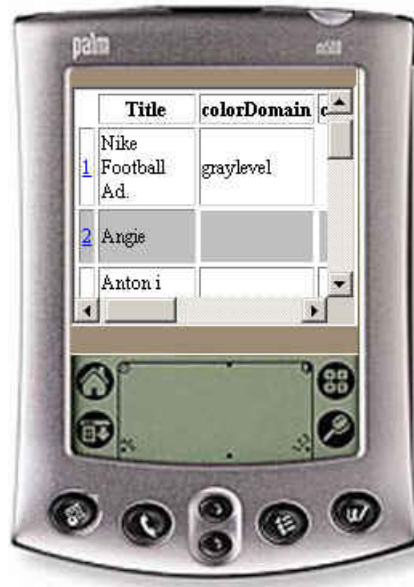 palm
m500
Title colorDomain c
1 Nike Football Ad. graylevel
2 Angie
Anton i